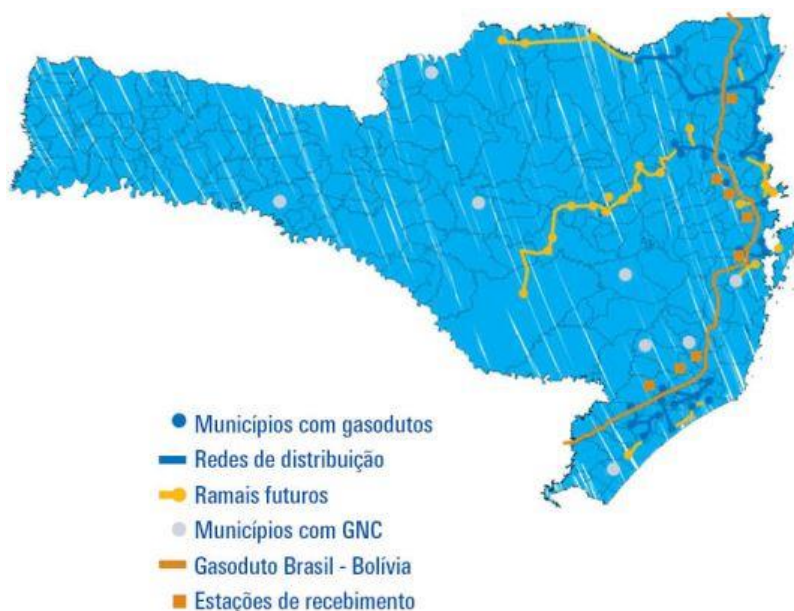 Municípios com gasodutos
Redes de distribuição
Ramais futuros
Municípios com GNC
Gasoduto Brasil - Bolívia
Estações de recebimento